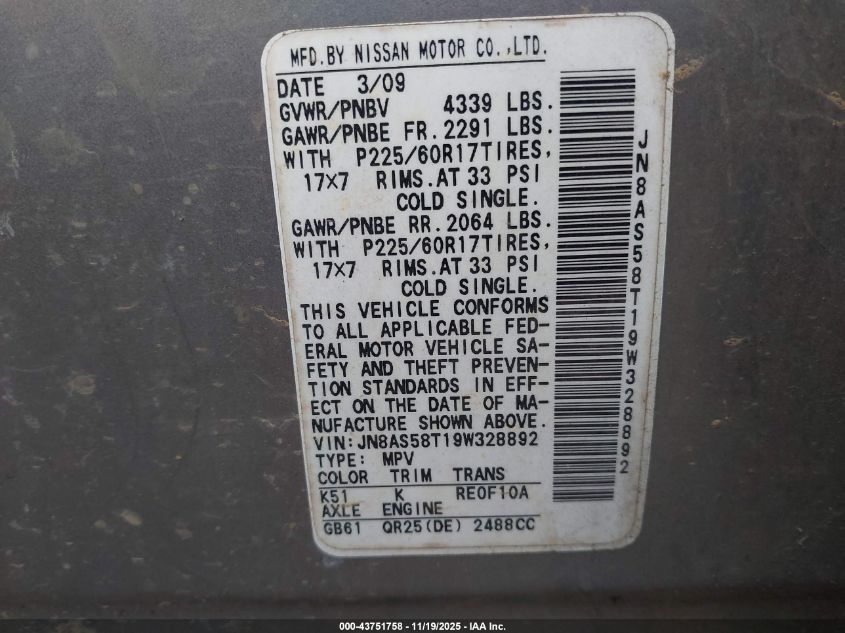 MFD.BY NISSAN MOTOR CO.,LTD.
DATE 3/09
GVWR/PNBV 4339 LBS.
GAWR/PNBE FR.2291 LBS.
WITH P225/60R17TIRES,
17×7 RIMS.AT 33 PSI
COLD SINGLE.
GAWR/PNBE RR.2064 LBS.
WITH P225/60R17TIRES,
17×7 RIMS.AT 33 PSI
COLD SINGLE.
THIS VEHICLE CONFORMS
TO ALL APPLICABLE FED-
ERAL MOTOR VEHICLE SA-
FETY AND THEFT PREVEN-
TION STANDARDS IN EFF-
ECT ON THE DATE OF MA-
NUFACTURE SHOWN ABOVE.
VIN:JN8AS58T19W328892
TYPE: MPV
COLOR TRIM TRANS
K51 K RE0F10A
AXLE ENGINE
GB61 QR25(DE) 2488CC
JN8AS58T19W328892
000-43751758 - 11/19/2025 - IAA Inc.